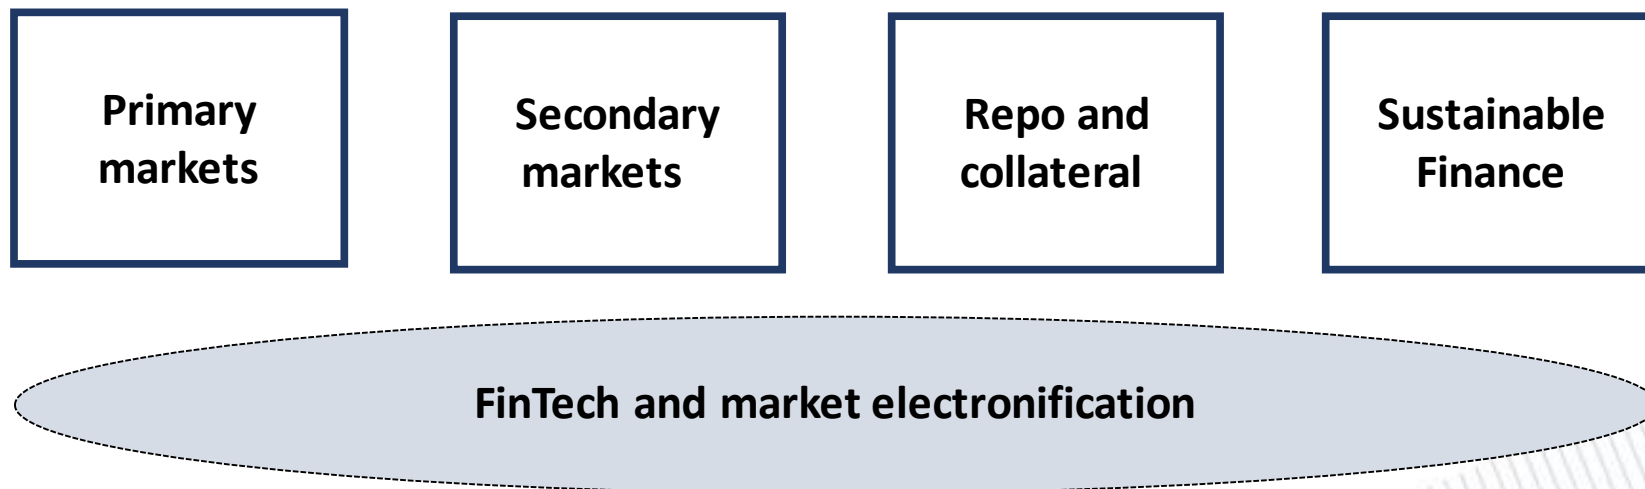 Primary
markets
Secondary
markets
Repo and
collateral
Sustainable
Finance
FinTech and market electronification